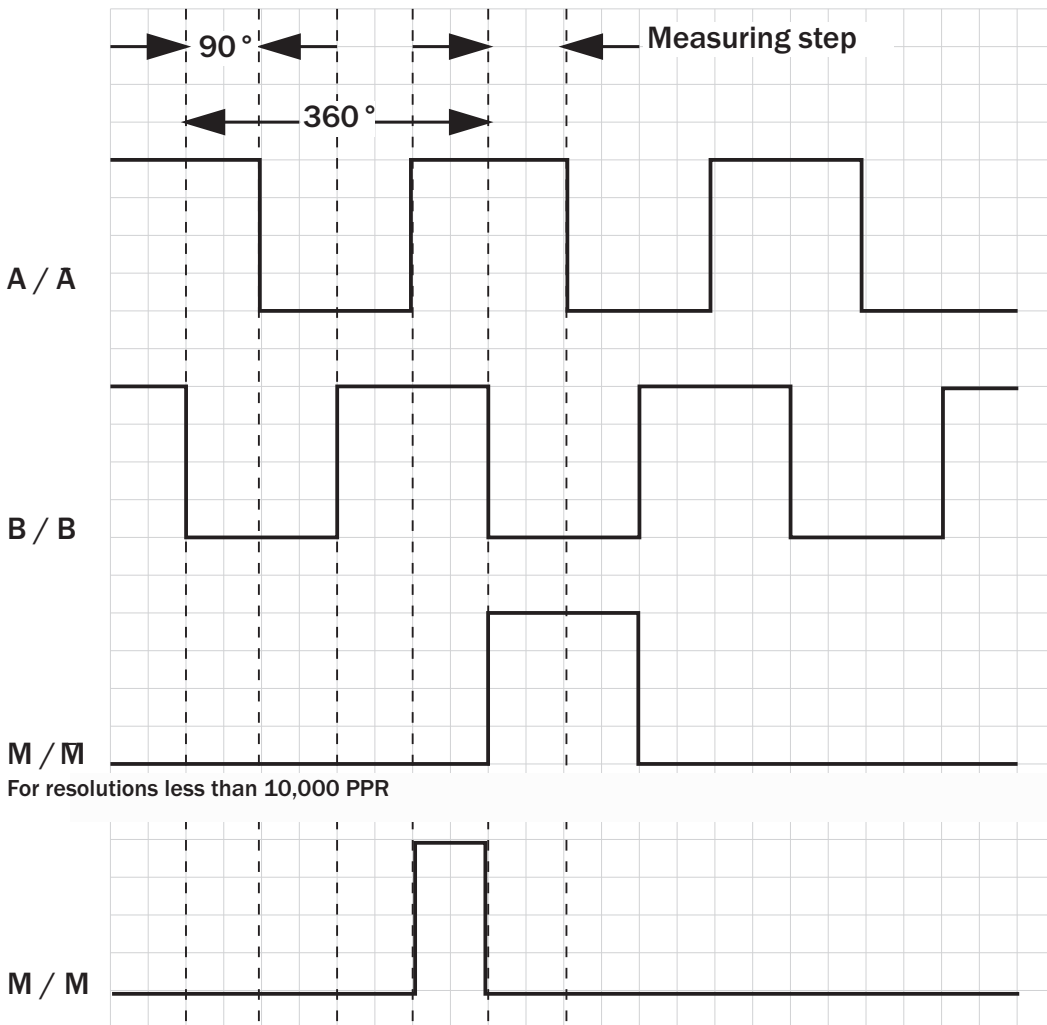 90° Measuring step
360°
A / A̅
B / B
M / M̅
For resolutions less than 10,000 PPR
M / M